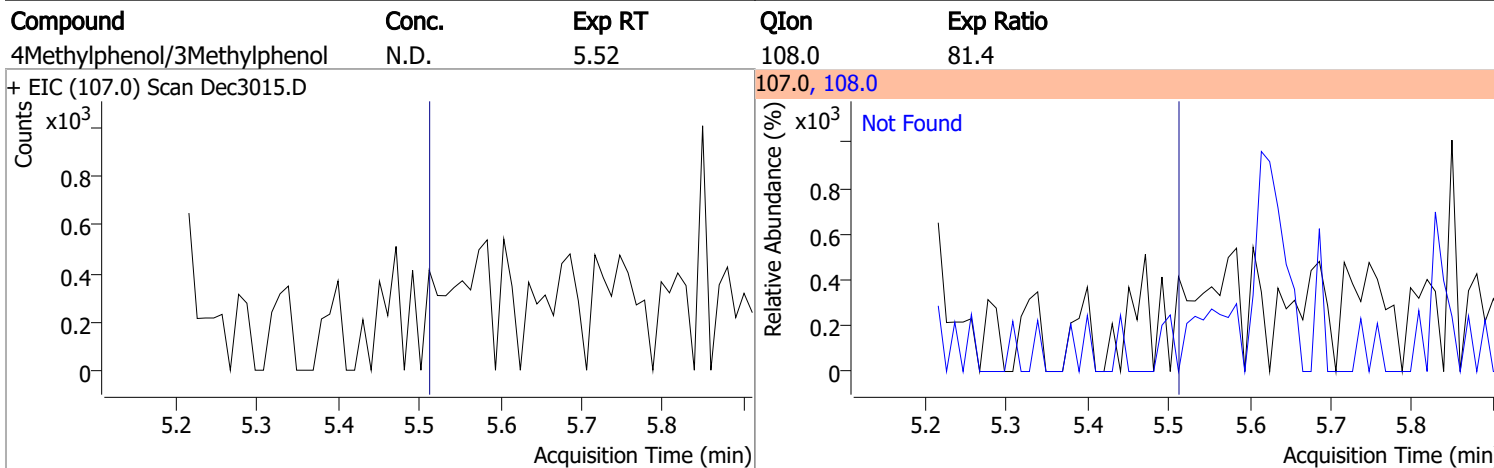 Compound Conc. Exp RT QIon Exp Ratio
4Methylphenol/3Methylphenol N.D. 5.52 108.0 81.4
+ EIC (107.0) Scan Dec3015.D
Counts
x10³
0.8
0.6
0.4
0.2
0
5.2 5.3 5.4 5.5 5.6 5.7 5.8
Acquisition Time (min)
107.0, 108.0
Relative Abundance (%)
x10³
Not Found
0.8
0.6
0.4
0.2
0
5.2 5.3 5.4 5.5 5.6 5.7 5.8
Acquisition Time (min